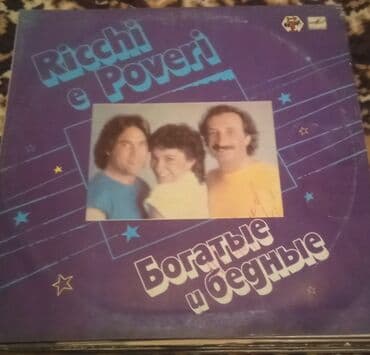 Ricchi
e Poveri
Богатые
и бедные